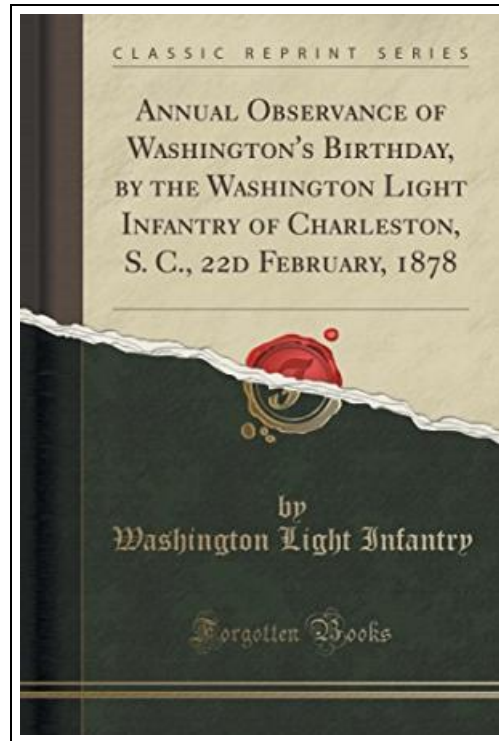 CLASSIC REPRINT SERIES
ANNUAL OBSERVANCE OF
WASHINGTON'S BIRTHDAY,
BY THE WASHINGTON LIGHT
INFANTRY OF CHARLESTON,
S. C., 22D FEBRUARY, 1878
by
Washington Light Infantry
Forgotten Books